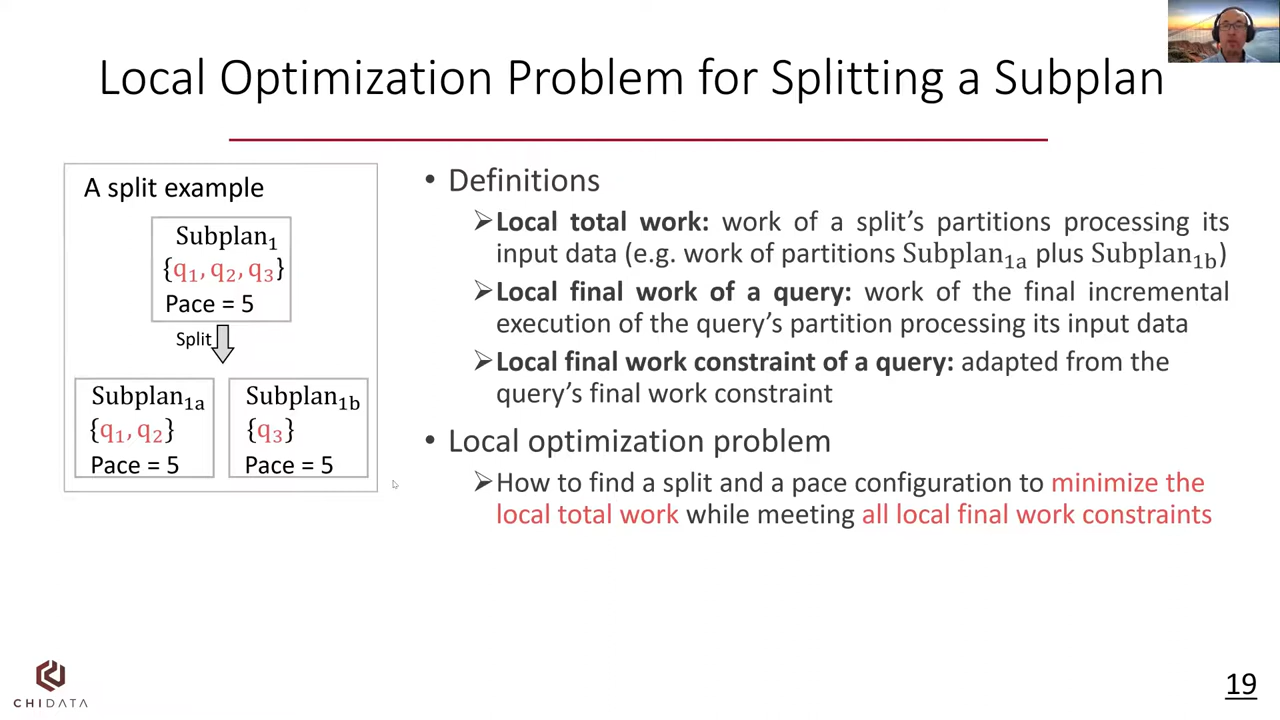 Local Optimization Problem for Splitting a Subplan
A split example
Subplan₁
{q₁, q₂, q₃}
Pace = 5
Split
Subplan₁ₐ
{q₁, q₂}
Pace = 5
Subplan₁b
{q₃}
Pace = 5
• Definitions
➢Local total work: work of a split’s partitions processing its
input data (e.g. work of partitions Subplan₁ₐ plus Subplan₁b)
➢Local final work of a query: work of the final incremental
execution of the query’s partition processing its input data
➢Local final work constraint of a query: adapted from the
query’s final work constraint
• Local optimization problem
➢How to find a split and a pace configuration to minimize the
local total work while meeting all local final work constraints
CHIDATA
19